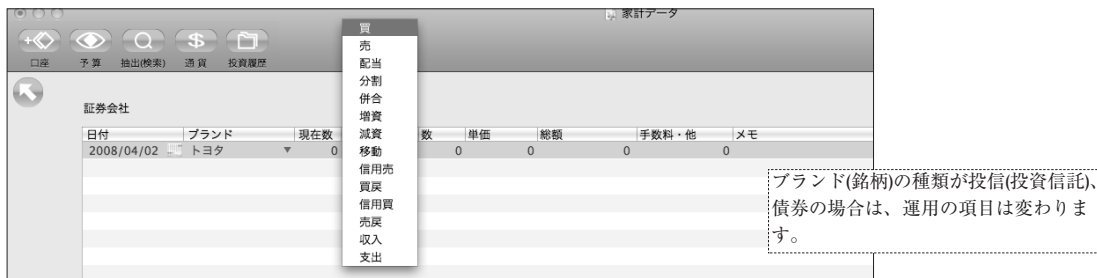 家計データ
口座 予算 抽出(検索) 通貨 投資履歴
証券会社
日付 ブランド 現在数 数 単価 総額 手数料・他 メモ
2008/04/02 トヨタ 0 0 0 0 0
買
売
配当
分割
併合
増資
減資
移動
信用売
買戻
信用買
売戻
収入
支出
ブランド(銘柄)の種類が投信(投資信託)、
債券の場合は、運用の項目は変わりま
す。